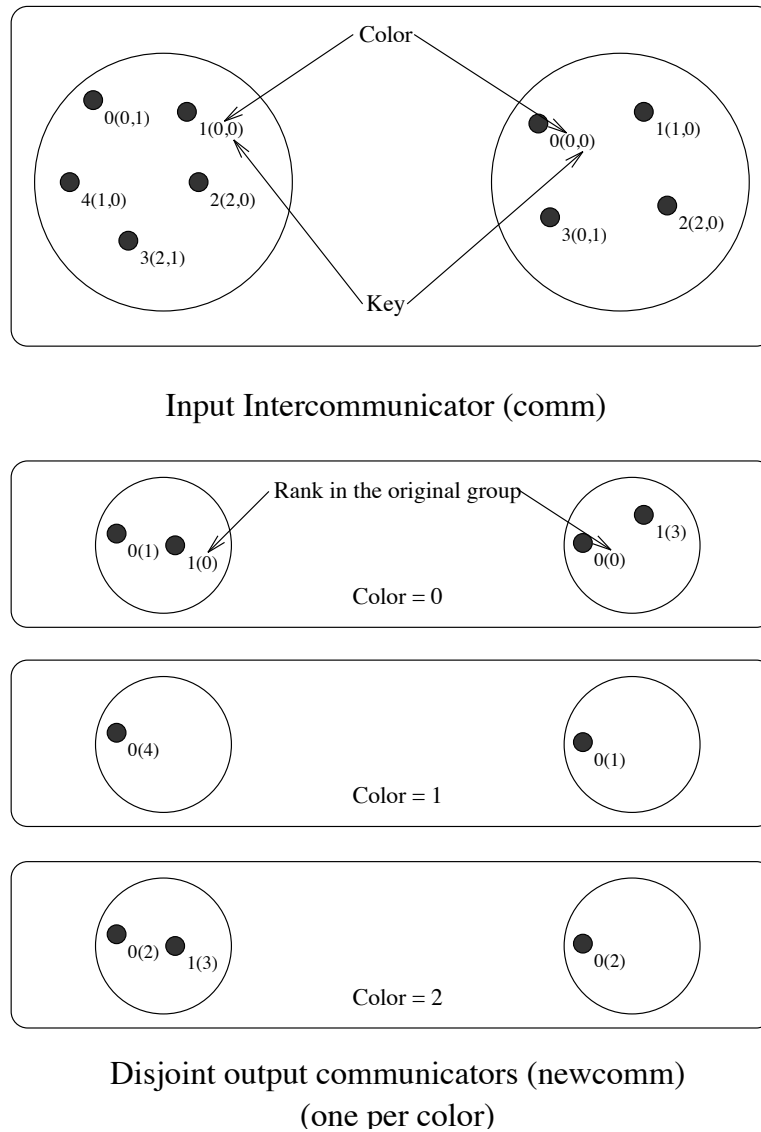 Color
0(0,1)
1(0,0)
4(1,0)
2(2,0)
3(2,1)
0(0,0)
1(1,0)
3(0,1)
2(2,0)
Key
Input Intercommunicator (comm)
Rank in the original group
0(1)
1(0)
0(0)
1(3)
Color = 0
0(4)
0(1)
Color = 1
0(2)
1(3)
0(2)
Color = 2
Disjoint output communicators (newcomm)
(one per color)